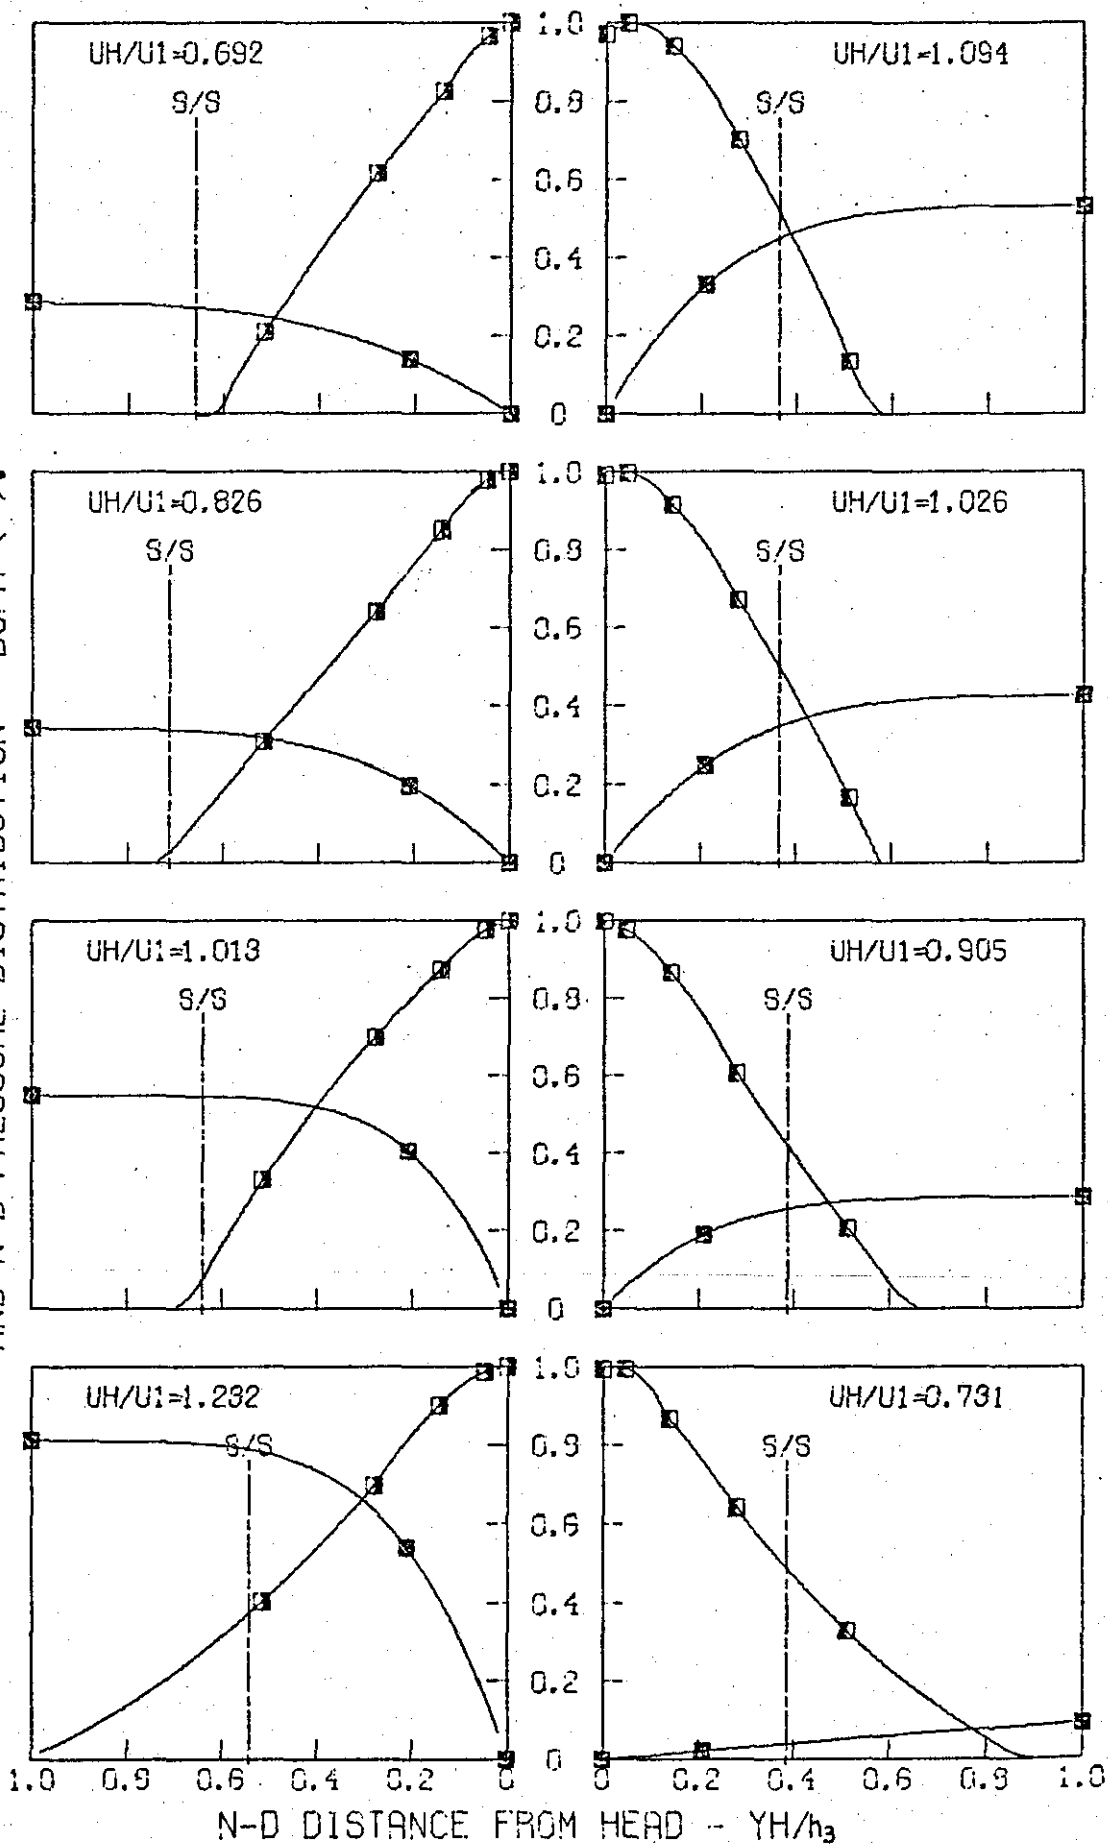 UH/U1=0.692
S/S
1.0
0.8
0.6
0.4
0.2
0
UH/U1=1.094
S/S
UH/U1=0.826
S/S
1.0
0.8
0.6
0.4
0.2
0
UH/U1=1.026
S/S
UH/U1=1.013
S/S
1.0
0.8
0.6
0.4
0.2
0
UH/U1=0.905
S/S
UH/U1=1.232
S/S
1.0
0.8
0.6
0.4
0.2
0
UH/U1=0.731
S/S
1.0 0.8 0.6 0.4 0.2 0 0 0.2 0.4 0.6 0.8 1.0
N-D DISTANCE FROM HEAD - YH/h₃
AND N-D PRESSURE DISTRIBUTION